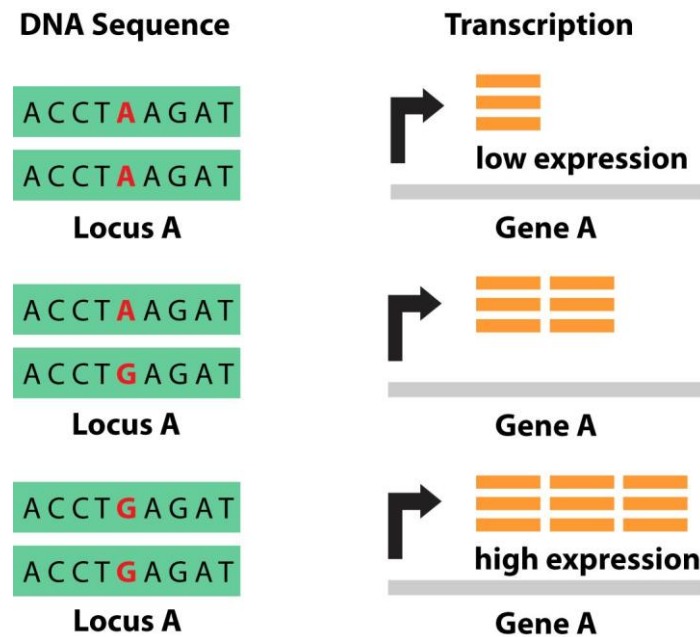 DNA Sequence
Transcription
ACCTAAGAT
ACCTAAGAT
Locus A
low expression
Gene A
ACCTAAGAT
ACCTGAGAT
Locus A
Gene A
ACCTGAGAT
ACCTGAGAT
Locus A
high expression
Gene A